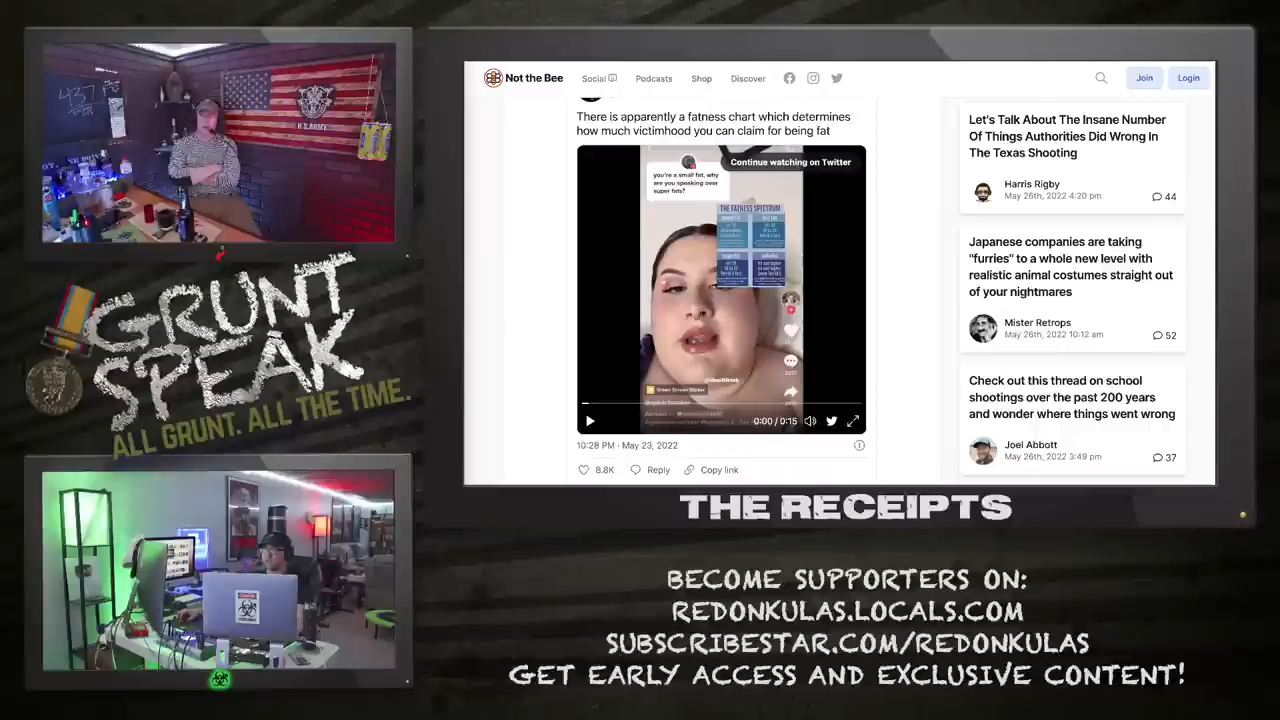 437
U.S. ARMY
GRUNT
SPEAK
ALL GRUNT. ALL THE TIME.
Not the Bee
Social
Podcasts
Shop
Discover
Join
Login
There is apparently a fatness chart which determines
how much victimhood you can claim for being fat
Continue watching on Twitter
you're a small fat, why
are you speaking over
super fats?
THE FATNESS SPECTRUM
Green Screen Sticker
0:00 / 0:15
10:28 PM · May 23, 2022
8.8K
Reply
Copy link
Let's Talk About The Insane Number
Of Things Authorities Did Wrong In
The Texas Shooting
Harris Rigby
May 26th, 2022 4:20 pm
44
Japanese companies are taking
"furries" to a whole new level with
realistic animal costumes straight out
of your nightmares
Mister Retrops
May 26th, 2022 10:12 am
52
Check out this thread on school
shootings over the past 200 years
and wonder where things went wrong
Joel Abbott
May 26th, 2022 3:49 pm
37
THE RECEIPTS
BECOME SUPPORTERS ON:
REDONKULAS.LOCALS.COM
SUBSCRIBESTAR.COM/REDONKULAS
GET EARLY ACCESS AND EXCLUSIVE CONTENT!